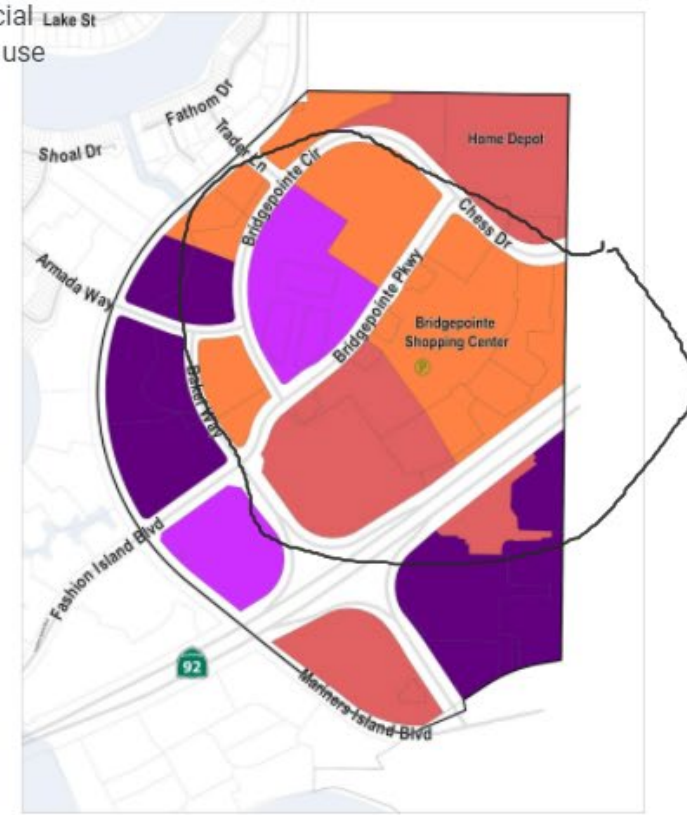 cial
use
Lake St
Fathom Dr
Trader Ln
Shoal Dr
Home Depot
Bridgepointe Cir
Chess Dr
Armada Way
Bridgepointe Pkwy
Bridgepointe
Shopping Center
P
Baker Way
Fashion Island Blvd
92
Mariners Island Blvd